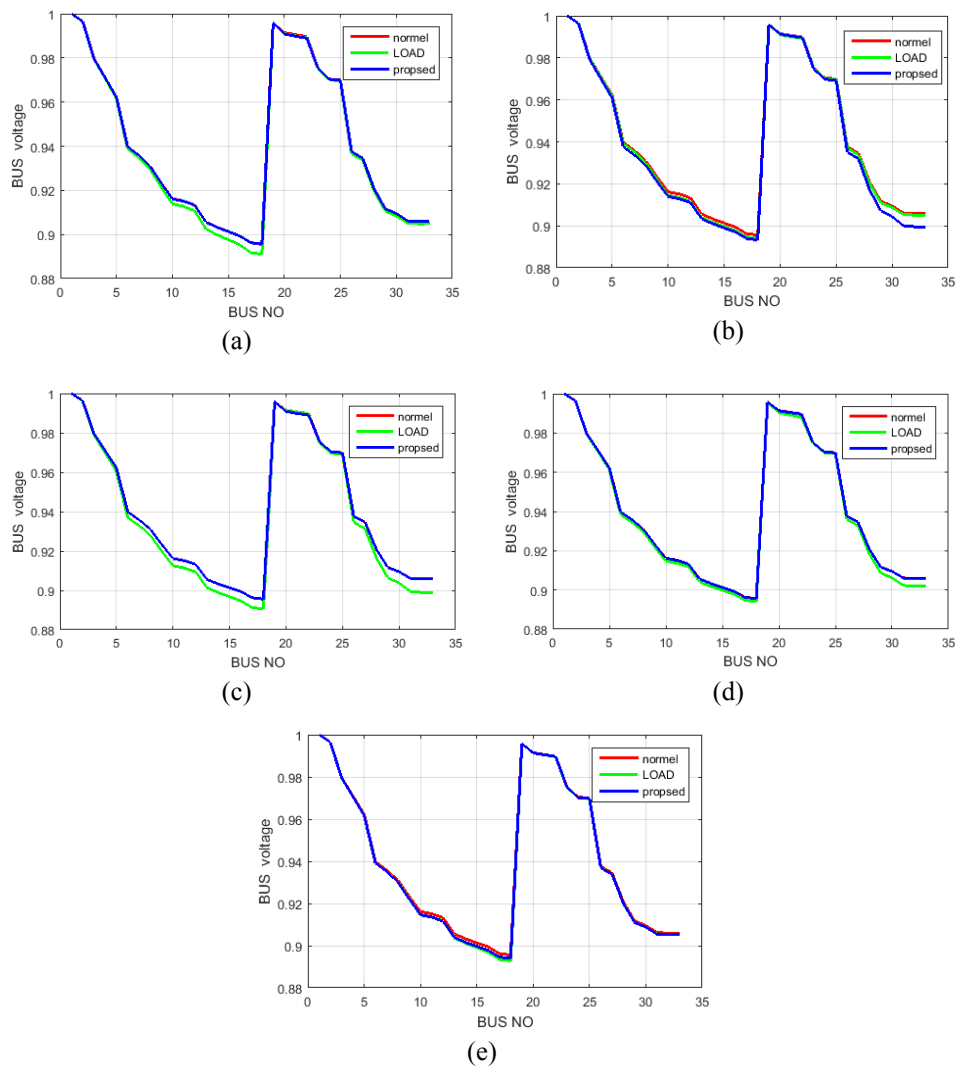 1
0.98
0.96
0.94
0.92
0.9
0.88
BUS voltage
0 5 10 15 20 25 30 35
BUS NO
normel
LOAD
propsed
(a)
1
0.98
0.96
0.94
0.92
0.9
0.88
BUS voltage
0 5 10 15 20 25 30 35
BUS NO
normel
LOAD
propsed
(b)
1
0.98
0.96
0.94
0.92
0.9
0.88
BUS voltage
0 5 10 15 20 25 30 35
BUS NO
normel
LOAD
propsed
(c)
1
0.98
0.96
0.94
0.92
0.9
0.88
BUS voltage
0 5 10 15 20 25 30 35
BUS NO
normel
LOAD
propsed
(d)
1
0.98
0.96
0.94
0.92
0.9
0.88
BUS voltage
0 5 10 15 20 25 30 35
BUS NO
normel
LOAD
propsed
(e)